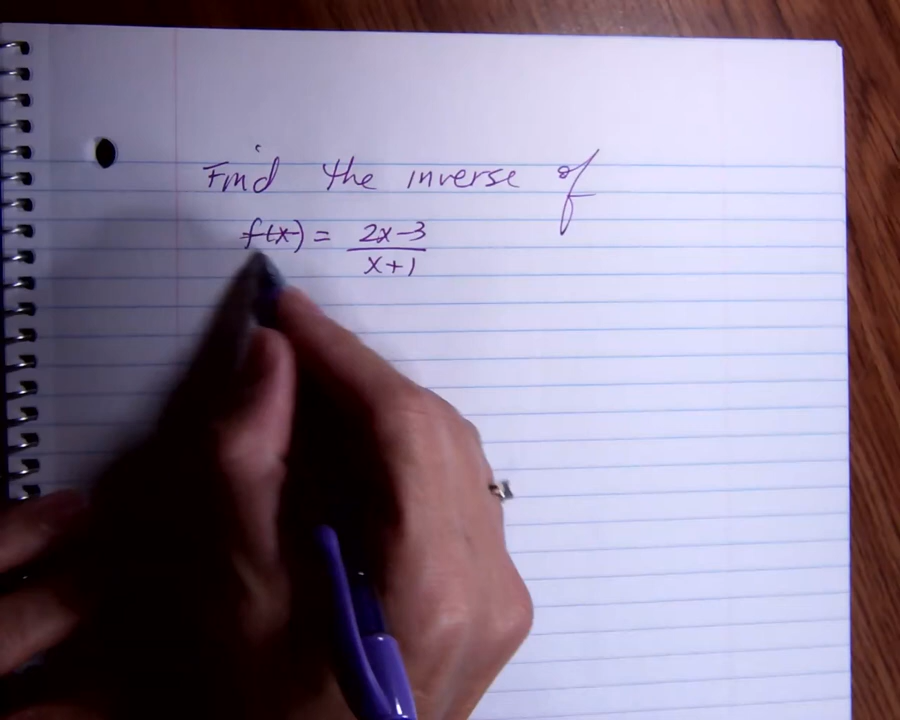 Find the inverse of
f(x) = 2x-3 / x+1